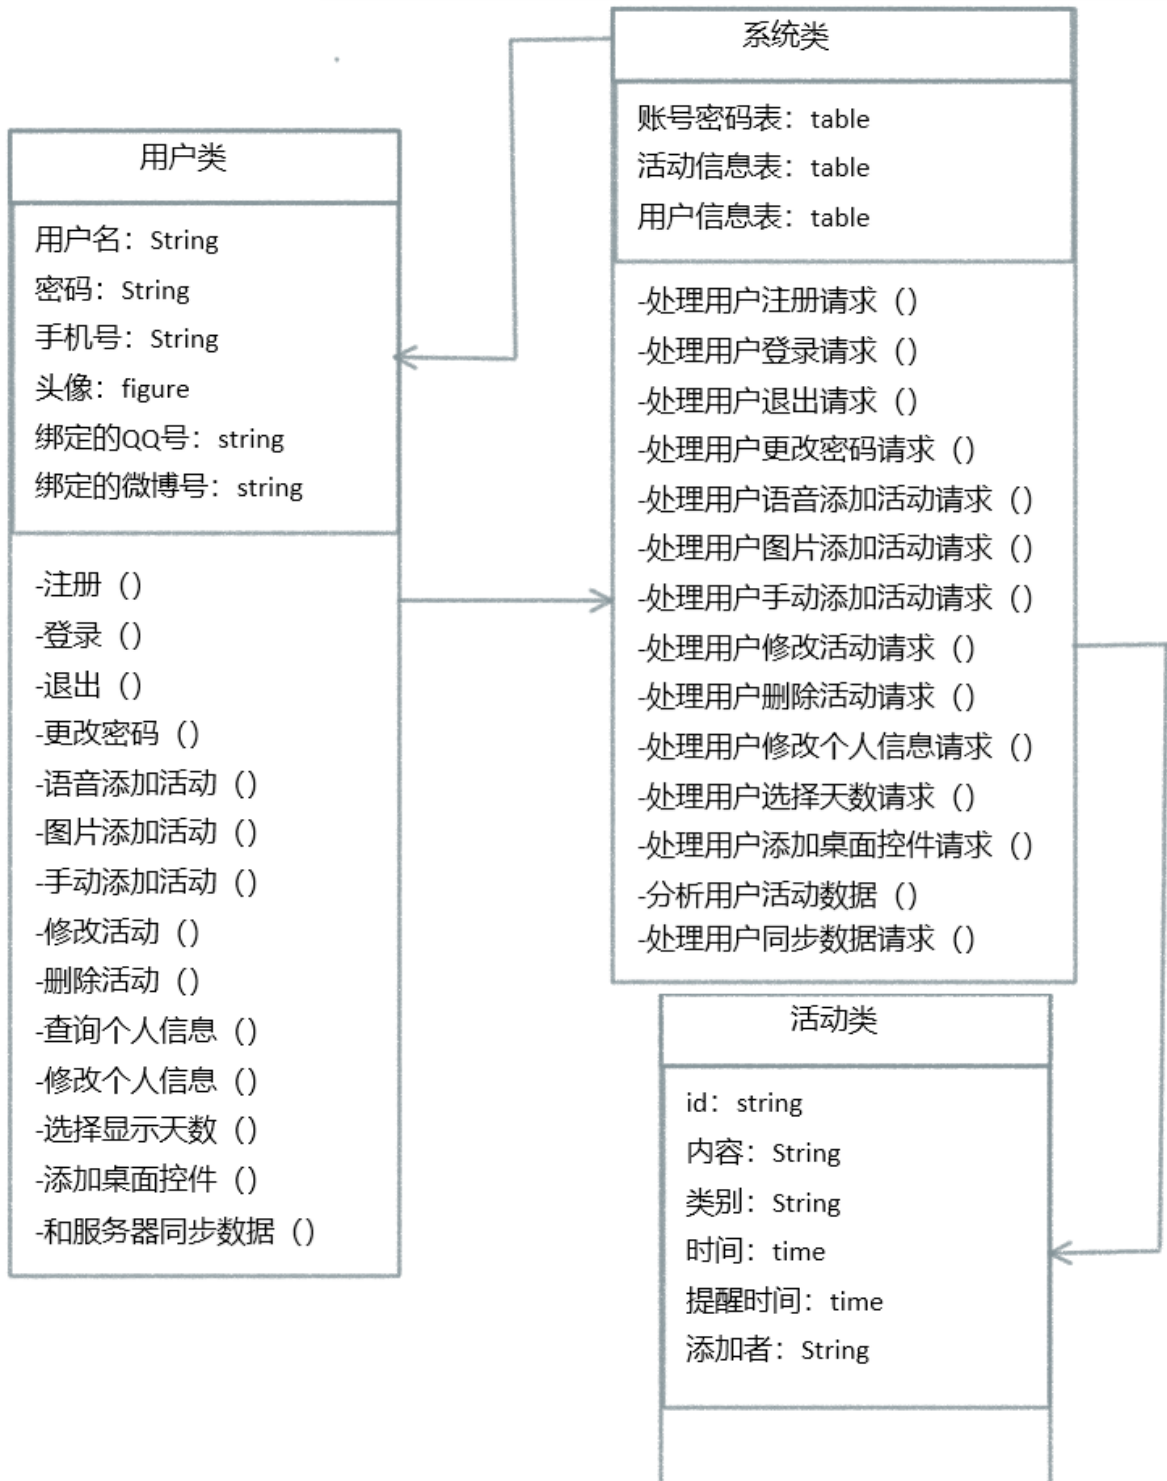 用户类
用户名：String
密码：String
手机号：String
头像：figure
绑定的QQ号：string
绑定的微博号：string
-注册（）
-登录（）
-退出（）
-更改密码（）
-语音添加活动（）
-图片添加活动（）
-手动添加活动（）
-修改活动（）
-删除活动（）
-查询个人信息（）
-修改个人信息（）
-选择显示天数（）
-添加桌面控件（）
-和服务器同步数据（）
系统类
账号密码表：table
活动信息表：table
用户信息表：table
-处理用户注册请求（）
-处理用户登录请求（）
-处理用户退出请求（）
-处理用户更改密码请求（）
-处理用户语音添加活动请求（）
-处理用户图片添加活动请求（）
-处理用户手动添加活动请求（）
-处理用户修改活动请求（）
-处理用户删除活动请求（）
-处理用户修改个人信息请求（）
-处理用户选择天数请求（）
-处理用户添加桌面控件请求（）
-分析用户活动数据（）
-处理用户同步数据请求（）
活动类
id：string
内容：String
类别：String
时间：time
提醒时间：time
添加者：String